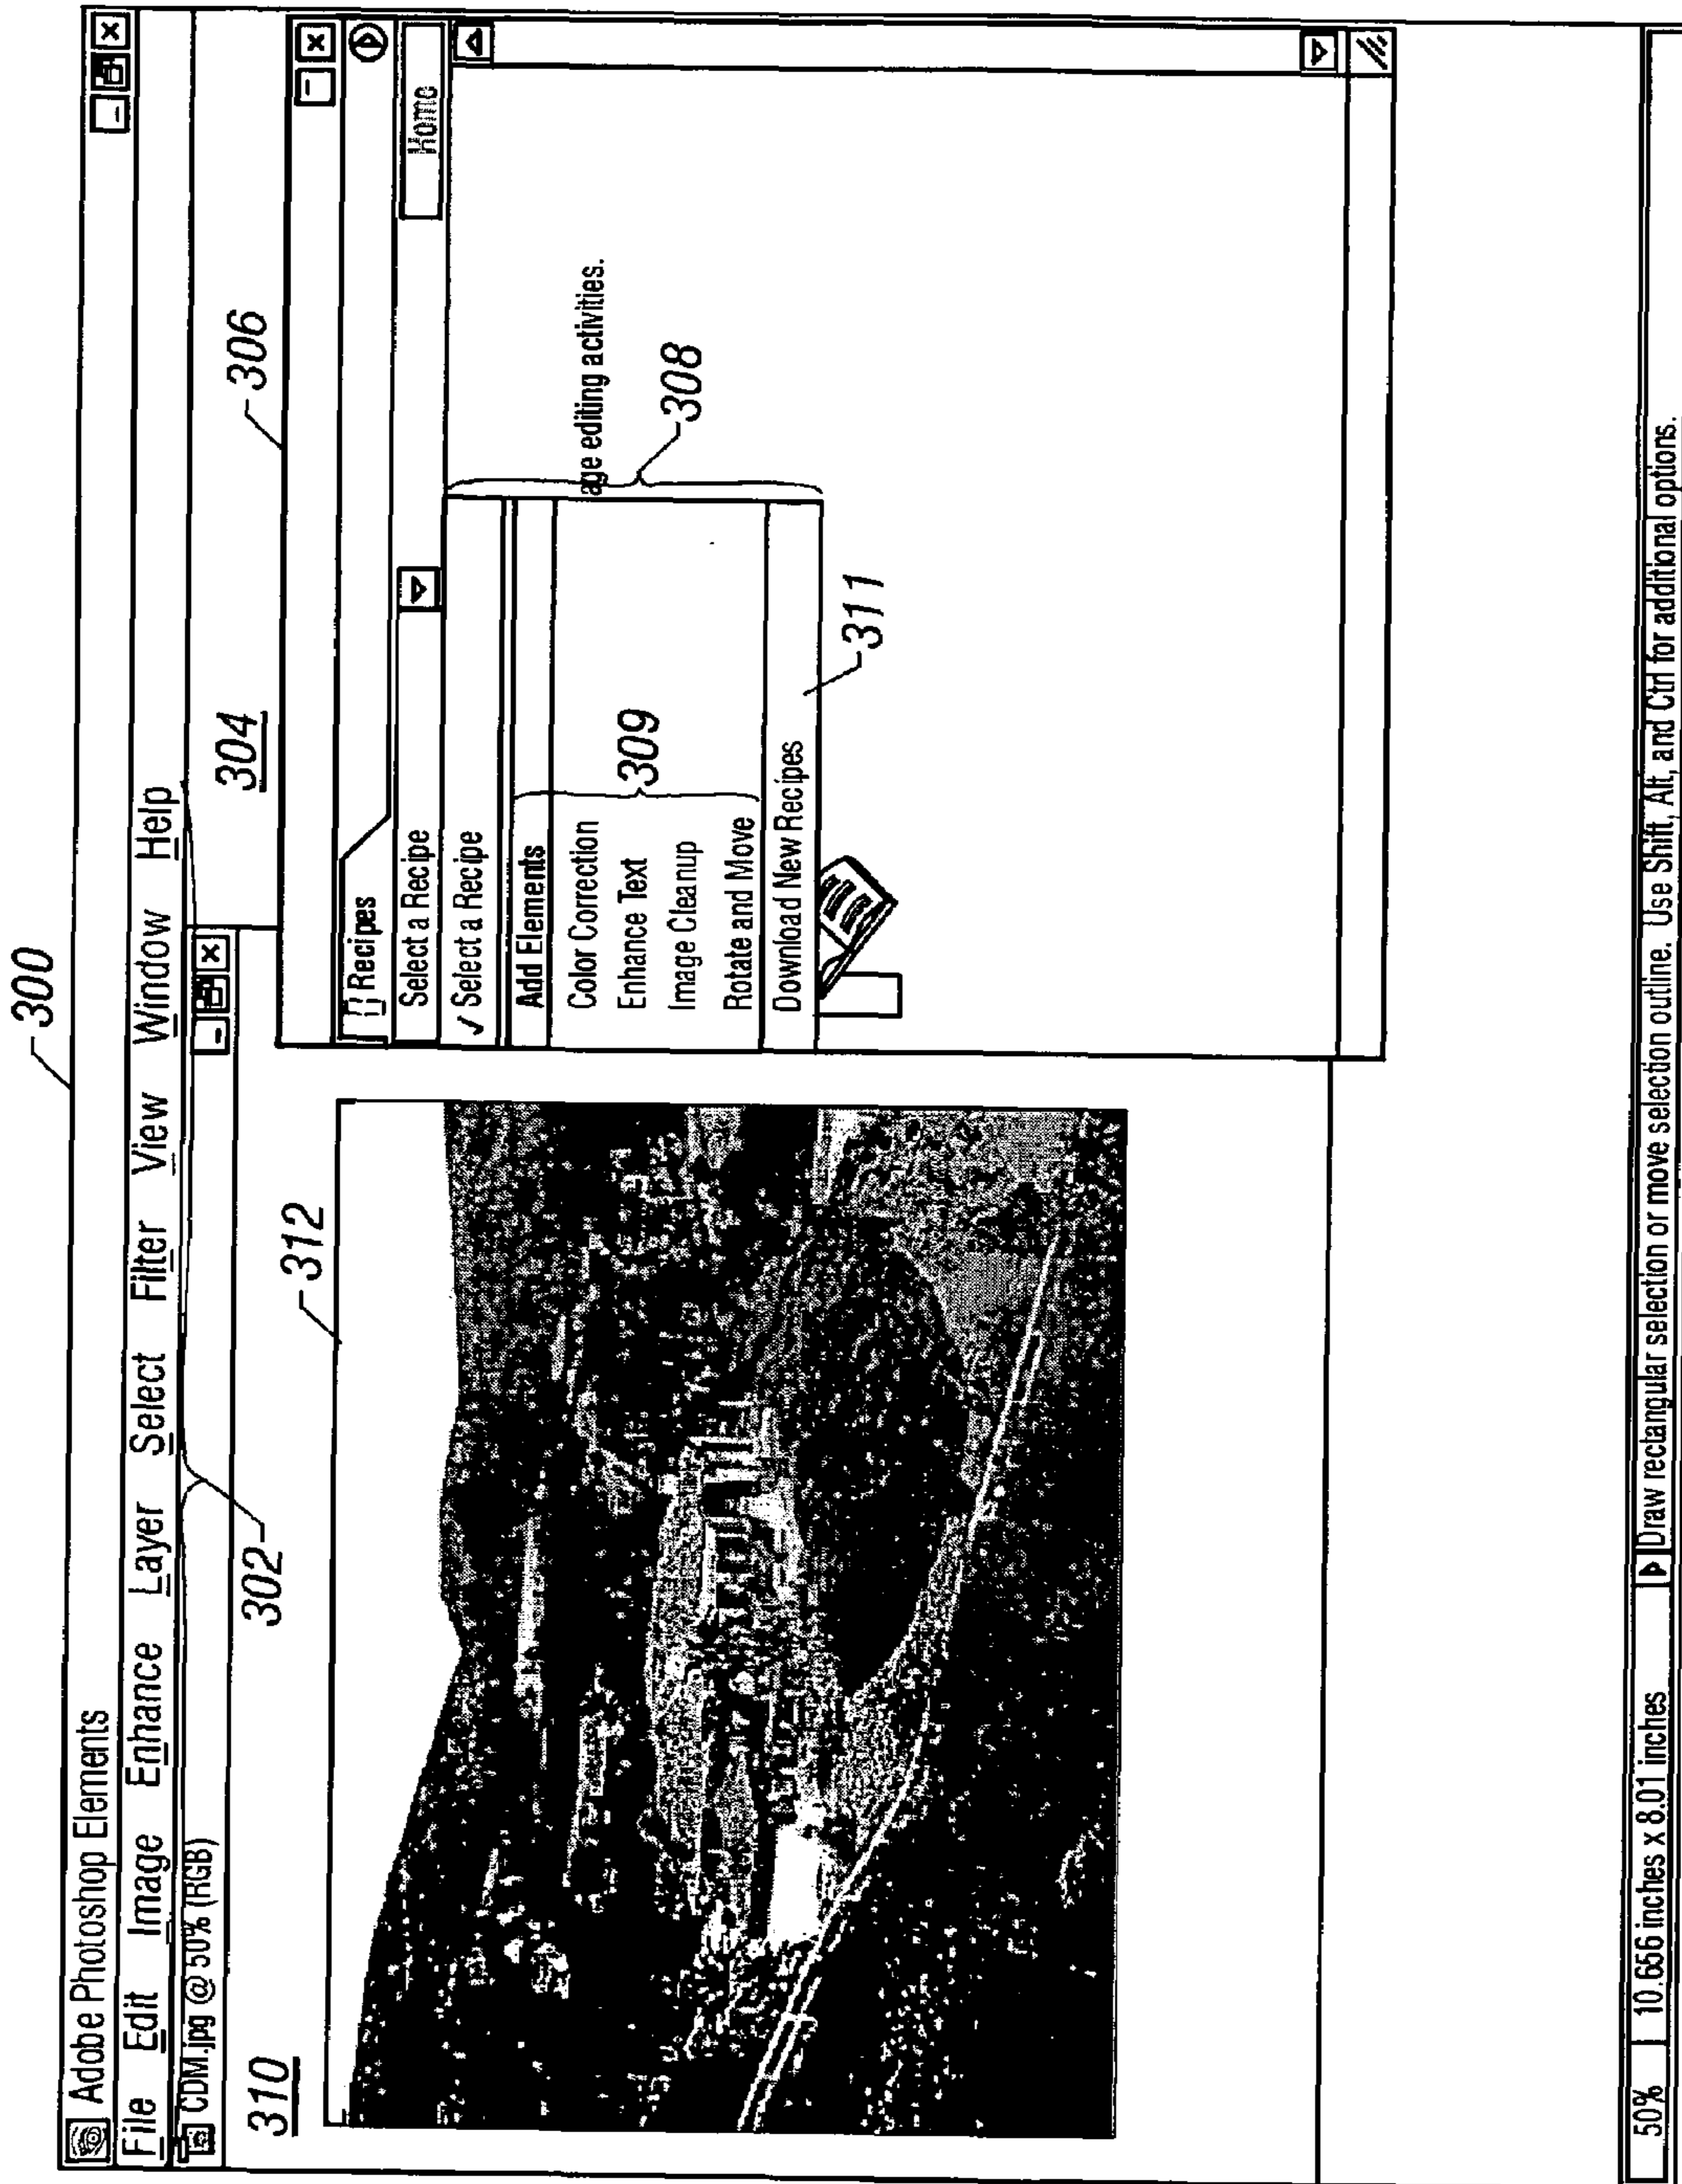 300
Adobe Photoshop Elements
File Edit Image Enhance Layer Select Filter View Window Help
CDM.jpg @ 50% (RGB)
302
304
306
310
312
Recipes
Select a Recipe
Home
✓ Select a Recipe
Add Elements
Color Correction
Enhance Text
Image Cleanup
Rotate and Move
309
age editing activities.
308
Download New Recipes
311
50% 10.656 inches x 8.01 inches Draw rectangular selection or move selection outline. Use Shift, Alt, and Ctrl for additional options.